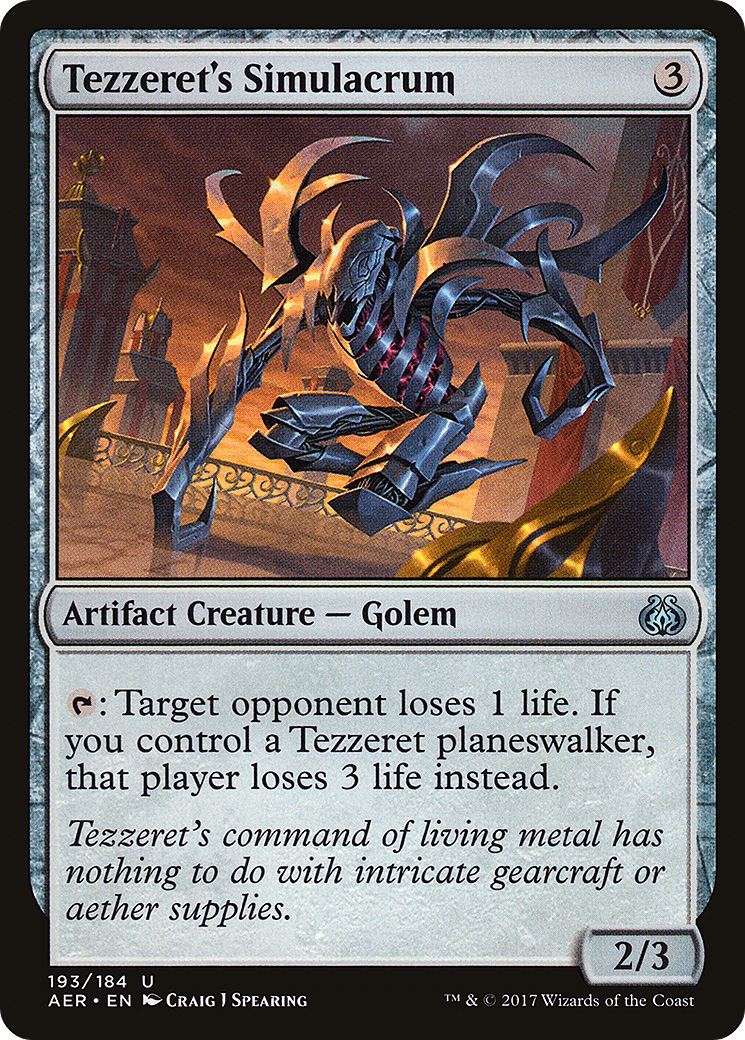 Tezzeret's Simulacrum 3
Artifact Creature — Golem
: Target opponent loses 1 life. If
you control a Tezzeret planeswalker,
that player loses 3 life instead.
Tezzeret's command of living metal has
nothing to do with intricate gearcraft or
aether supplies.
2/3
193/184 U
AER • EN Craig J Spearing
™ & © 2017 Wizards of the Coast